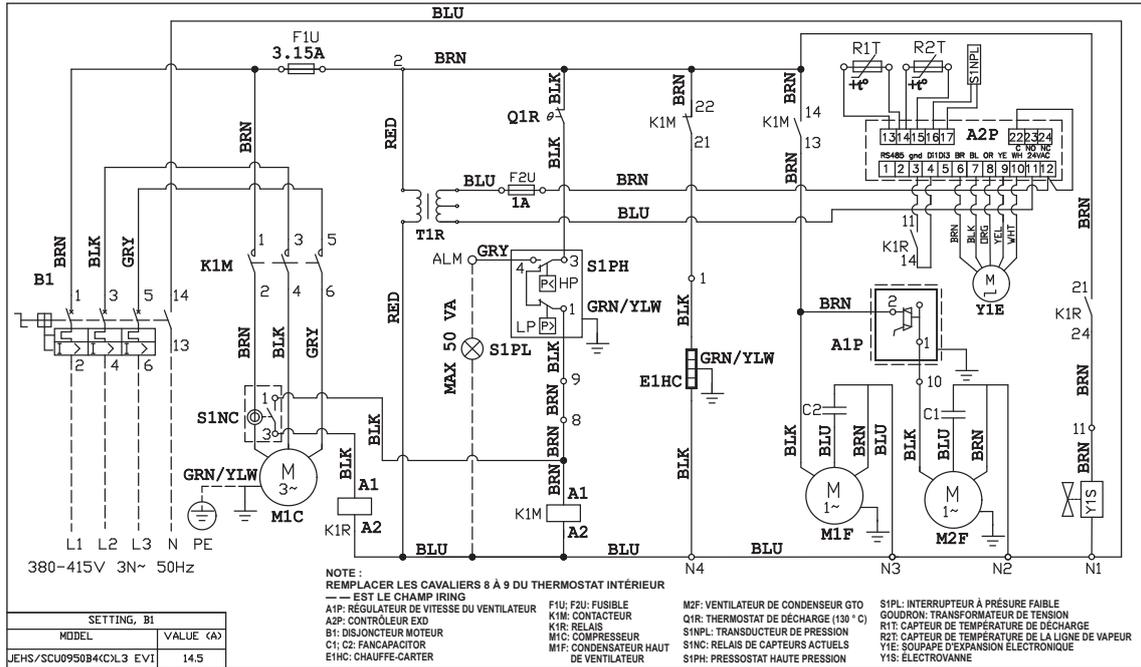 BLU
F1U
3.15A
2
BRN
BLK
Q1R
θ
BLK
BRN
22
K1M
21
BRN
14
K1M
13
BRN
R1T
R2T
S1NPL
+t°
+t°
13 14 15 16 17
A2P
22 23 24
C NO NC
RS485 gnd DI1 DI3 BR BL OR YE WH 24VAC
1 2 3 4 5 6 7 8 9 10 11 12
BRN
RED
BLU
F2U
1A
BRN
BLU
T1R
11
K1R
14
BRN
BLK
ORG
YEL
WHT
M
Y1E
BRN
BLK
GRY
B1
1
3
5
14
13
2
4
6
K1M
1
3
5
2
4
6
BRN
BLK
GRY
RED
ALM
GRY
4
3
S1PH
P< HP
1
LP P>
GRN/YLW
MAX 50 VA
S1PL
BLK
9
BRN
8
BRN
BRN
1
BLK
E1HC
GRN/YLW
BLK
BRN
2
A1P
1
10
21
K1R
24
BRN
11
BRN
Y1S
S1NC
1
3
BLK
BLK
GRN/YLW
M
3~
M1C
A1
K1R
A2
A1
K1M
A2
C2
BLK
BLU
BRN
BLU
M
1~
M1F
C1
BLK
BLU
BRN
M
1~
M2F
L1 L2 L3 N PE
380-415V 3N~ 50Hz
BLU
BLU
BLU
N4
N3
N2
N1
NOTE :
REMPLACER LES CAVALIERS 8 À 9 DU THERMOSTAT INTÉRIEUR
— — EST LE CHAMP IRING
A1P: RÉGULATEUR DE VITESSE DU VENTILATEUR
A2P: CONTRÔLEUR EXD
B1: DISJONCTEUR MOTEUR
C1; C2: FANCAPACITOR
E1HC: CHAUFFE-CARTER
F1U; F2U: FUSIBLE
K1M: CONTACTEUR
K1R: RELAIS
M1C: COMPRESSEUR
M1F: CONDENSEUR HAUT
DE VENTILATEUR
M2F: VENTILATEUR DE CONDENSEUR GTO
Q1R: THERMOSTAT DE DÉCHARGE (130 ° C)
S1NPL: TRANSDUCTEUR DE PRESSION
S1NC: RELAIS DE CAPTEURS ACTUELS
S1PH: PRESSOSTAT HAUTE PRESSION
S1PL: INTERRUPTEUR À PRÉSURE FAIBLE
GOUDRON: TRANSFORMATEUR DE TENSION
R1T: CAPTEUR DE TEMPÉRATURE DE DÉCHARGE
R2T: CAPTEUR DE TEMPÉRATURE DE LA LIGNE DE VAPEUR
Y1E: SOUPAPE D'EXPANSION ÉLECTRONIQUE
Y1S: ÉLECTROVANNE
SETTING, B1
MODEL VALUE (A)
JEHS/SCU0950B4(C)L3 EVI 14.5